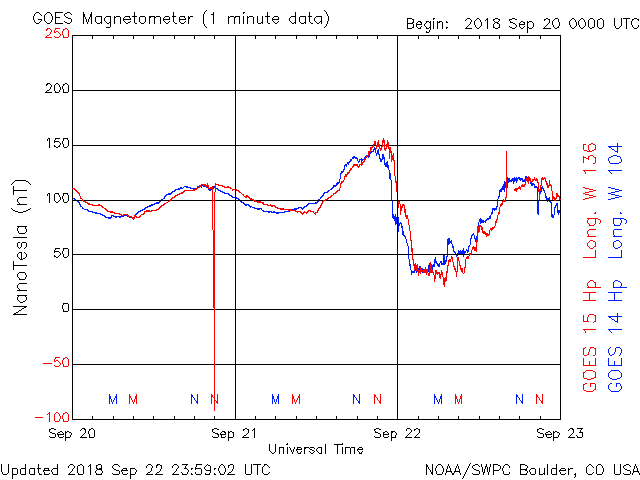 GOES Magnetometer (1 minute data)
Begin: 2018 Sep 20 0000 UTC
250
200
150
100
50
0
-50
-100
NanoTesla (nT)
M M N N M M N N M M N N
Sep 20 Sep 21 Sep 22 Sep 23
Universal Time
GOES 15 Hp Long. W 136
GOES 14 Hp Long. W 104
Updated 2018 Sep 22 23:59:02 UTC
NOAA/SWPC Boulder, CO USA